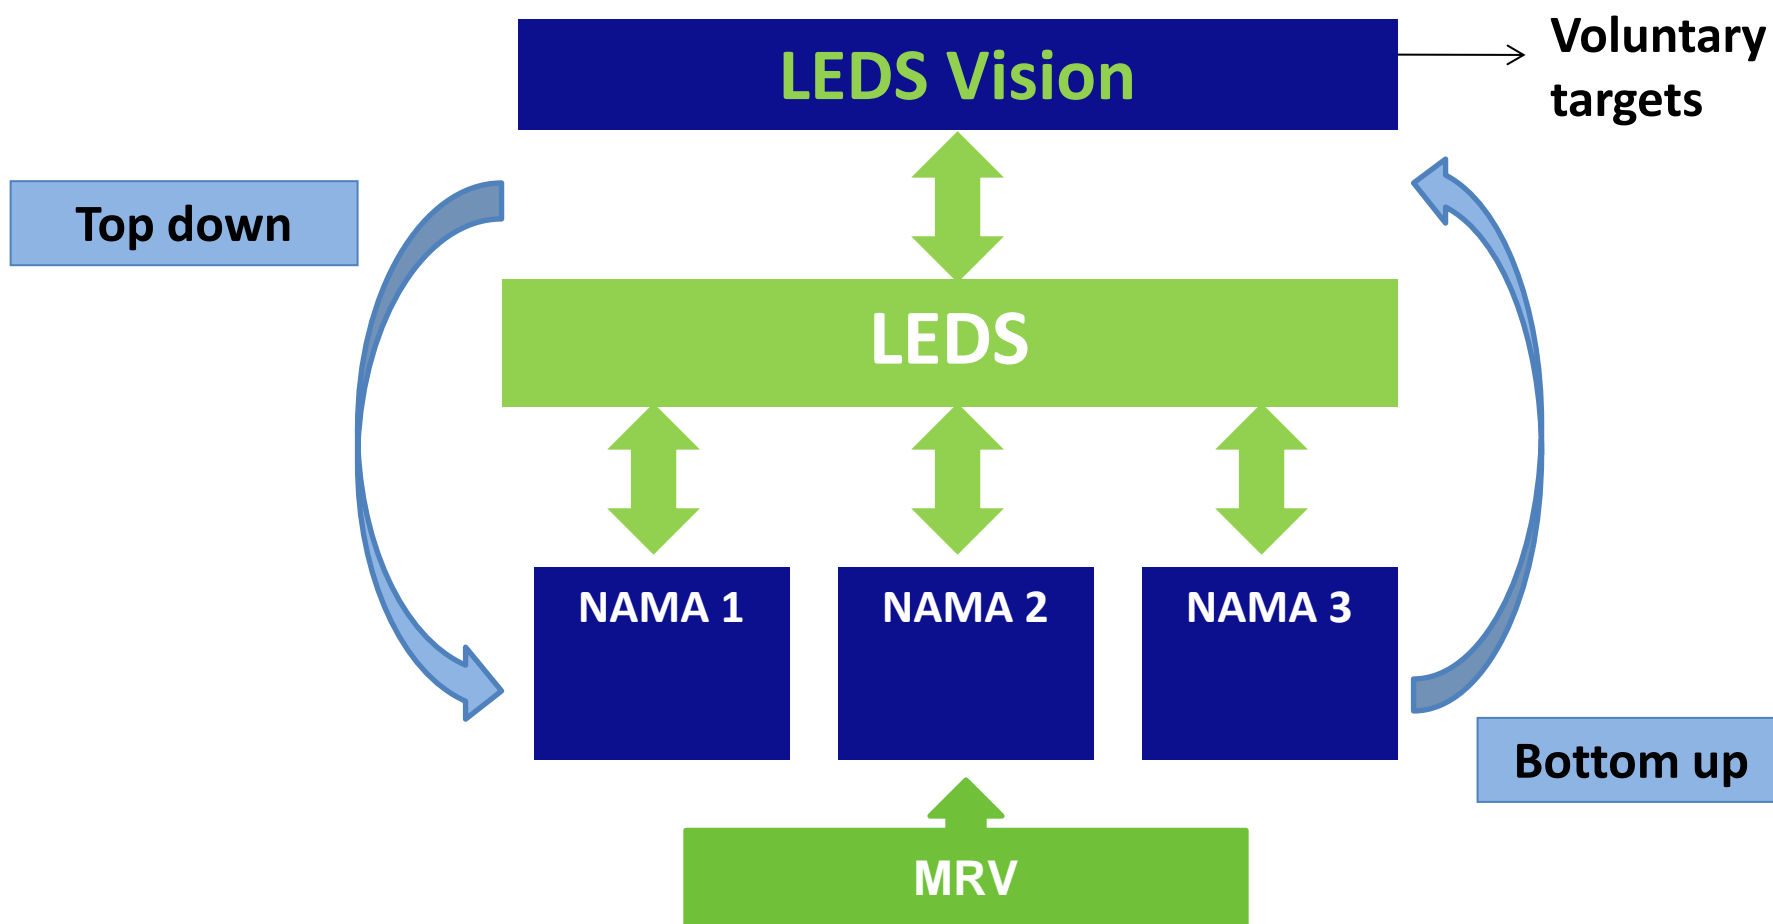 LEDS Vision
Voluntary
targets
Top down
LEDS
NAMA 1
NAMA 2
NAMA 3
Bottom up
MRV